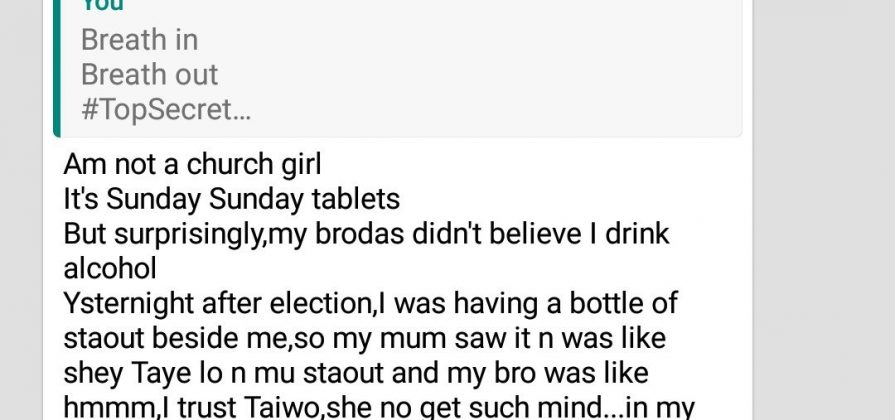 You
Breath in
Breath out
#TopSecret...
Am not a church girl
It's Sunday Sunday tablets
But surprisingly,my brodas didn't believe I drink
alcohol
Ysternight after election,I was having a bottle of
staout beside me,so my mum saw it n was like
shey Taye lo n mu staout and my bro was like
hmmm,I trust Taiwo,she no get such mind...in my